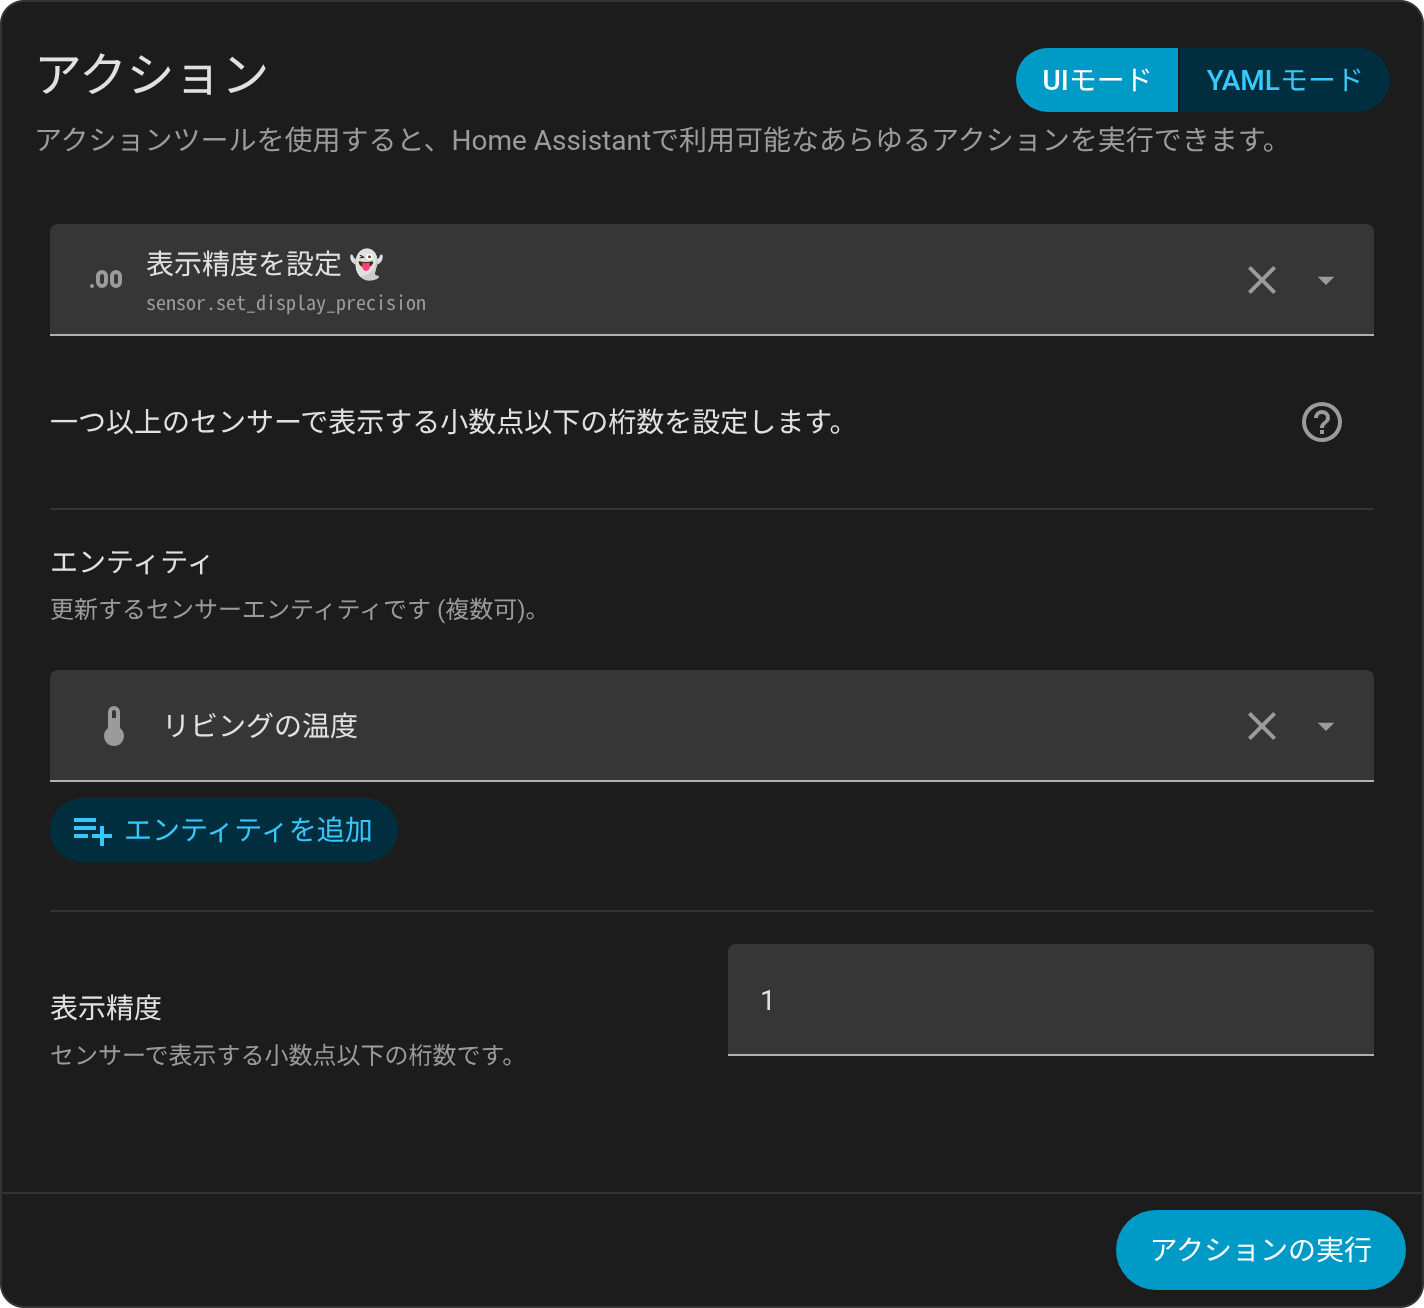 アクション
UIモード
YAMLモード
アクションツールを使用すると、Home Assistantで利用可能なあらゆるアクションを実行できます。
.00
表示精度を設定 👻
sensor.set_display_precision
一つ以上のセンサーで表示する小数点以下の桁数を設定します。
エンティティ
更新するセンサーエンティティです (複数可)。
リビングの温度
エンティティを追加
表示精度
センサーで表示する小数点以下の桁数です。
1
アクションの実行